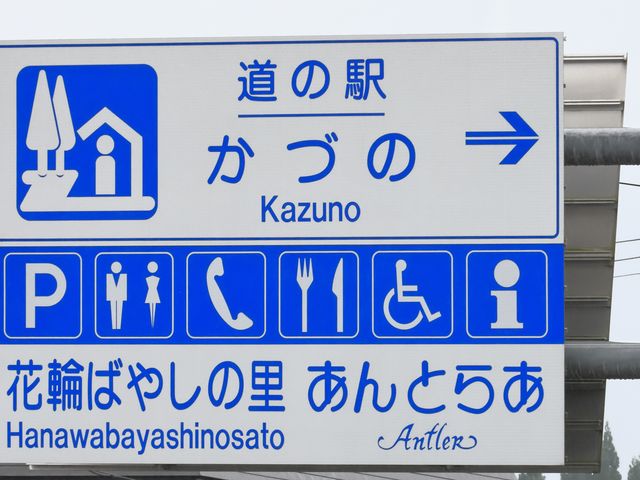 道の駅
かづの
Kazuno
P
i
花輪ばやしの里 あんとらあ
Hanawabayashinosato Antler